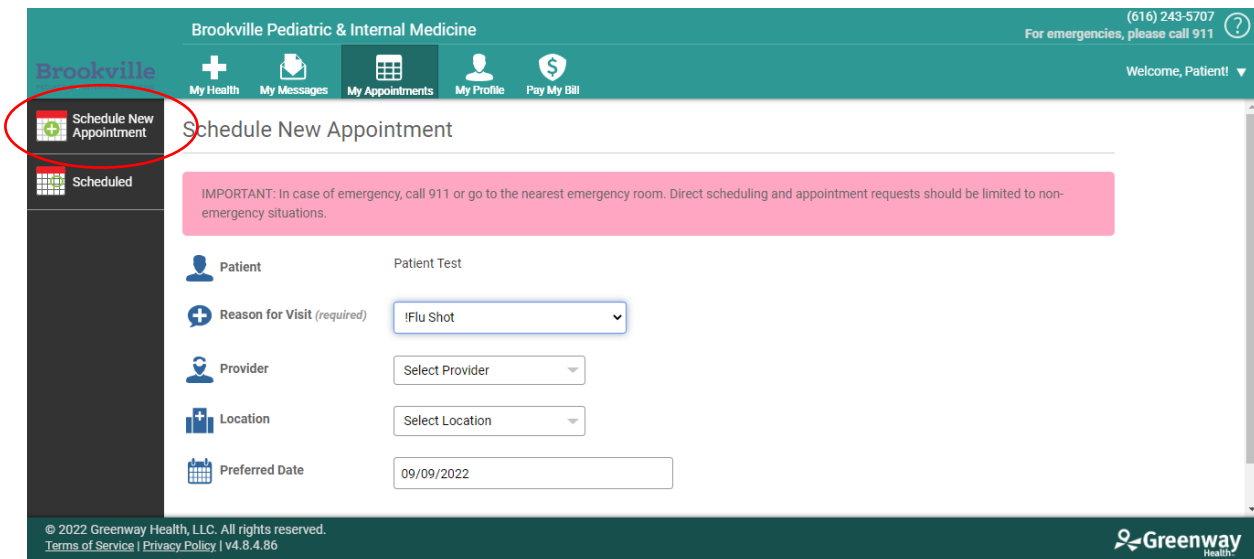 Brookville Pediatric & Internal Medicine
(616) 243-5707
For emergencies, please call 911
?
Brookville
My Health
My Messages
My Appointments
My Profile
Pay My Bill
Welcome, Patient!
Schedule New
Appointment
Scheduled
Schedule New Appointment
IMPORTANT: In case of emergency, call 911 or go to the nearest emergency room. Direct scheduling and appointment requests should be limited to non-
emergency situations.
Patient
Patient Test
Reason for Visit (required)
!Flu Shot
Provider
Select Provider
Location
Select Location
Preferred Date
09/09/2022
© 2022 Greenway Health, LLC. All rights reserved.
Terms of Service | Privacy Policy | v4.8.4.86
Greenway
Health